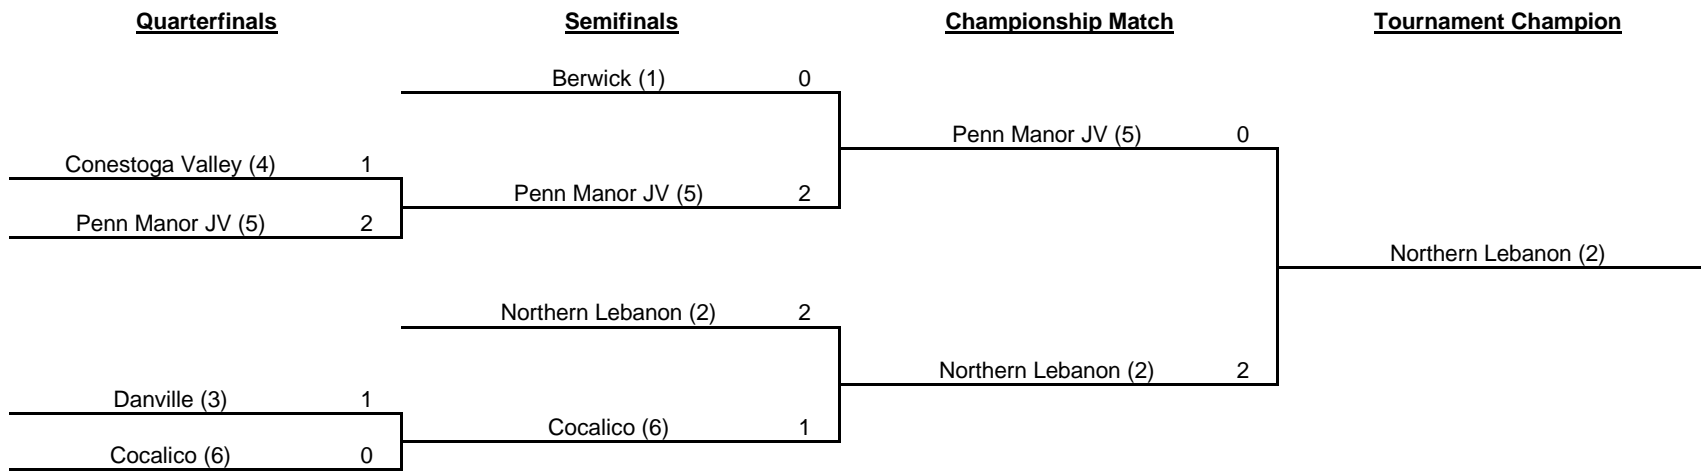 Quarterfinals Semifinals Championship Match Tournament Champion
Berwick (1) 0
Penn Manor JV (5) 0
Conestoga Valley (4) 1
Penn Manor JV (5) 2
Penn Manor JV (5) 2
Northern Lebanon (2)
Northern Lebanon (2) 2
Northern Lebanon (2) 2
Danville (3) 1
Cocalico (6) 1
Cocalico (6) 0